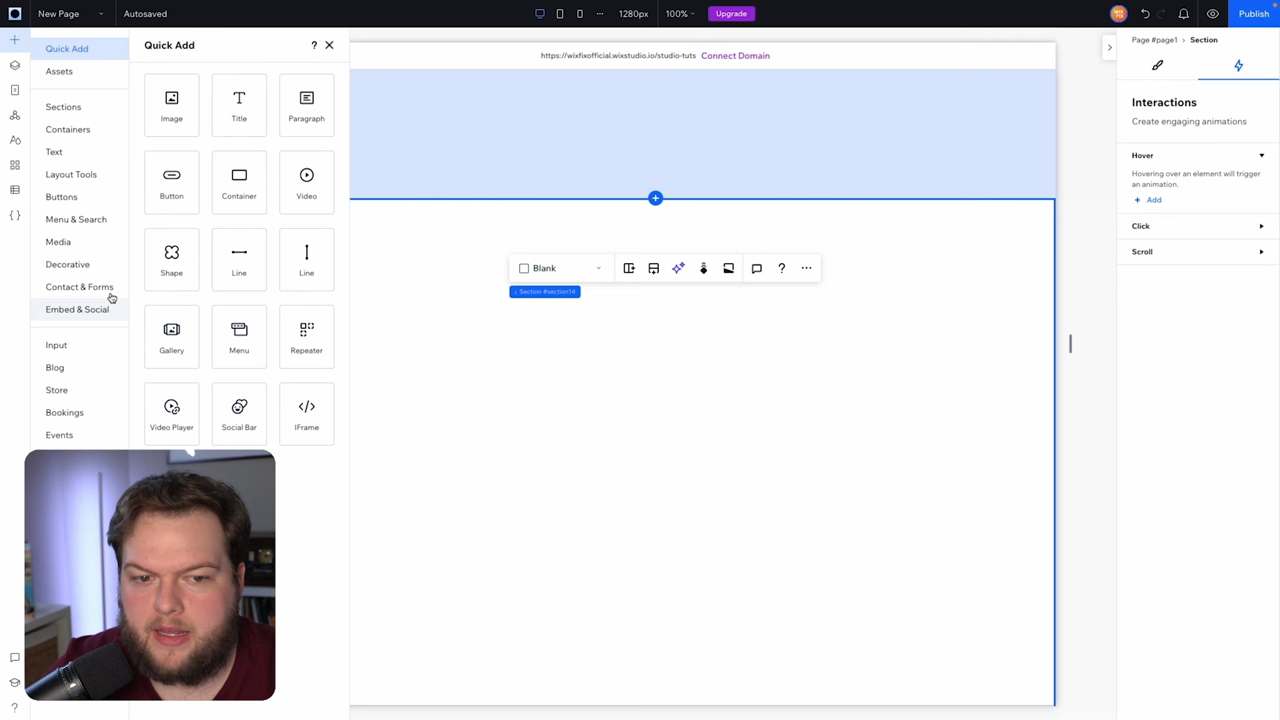 New Page
Autosaved
1280px
100%
Upgrade
Publish
Quick Add
Assets
Sections
Containers
Text
Layout Tools
Buttons
Menu & Search
Media
Decorative
Contact & Forms
Embed & Social
Input
Blog
Store
Bookings
Events
Quick Add
?
Image
Title
Paragraph
Button
Container
Video
Shape
Line
Line
Gallery
Menu
Repeater
Video Player
Social Bar
IFrame
https://wixfixofficial.wixstudio.io/studio-tuts Connect Domain
Blank
?
< Section #section14
Page #page1 > Section
Interactions
Create engaging animations
Hover
Hovering over an element will trigger
an animation.
+ Add
Click
Scroll
?